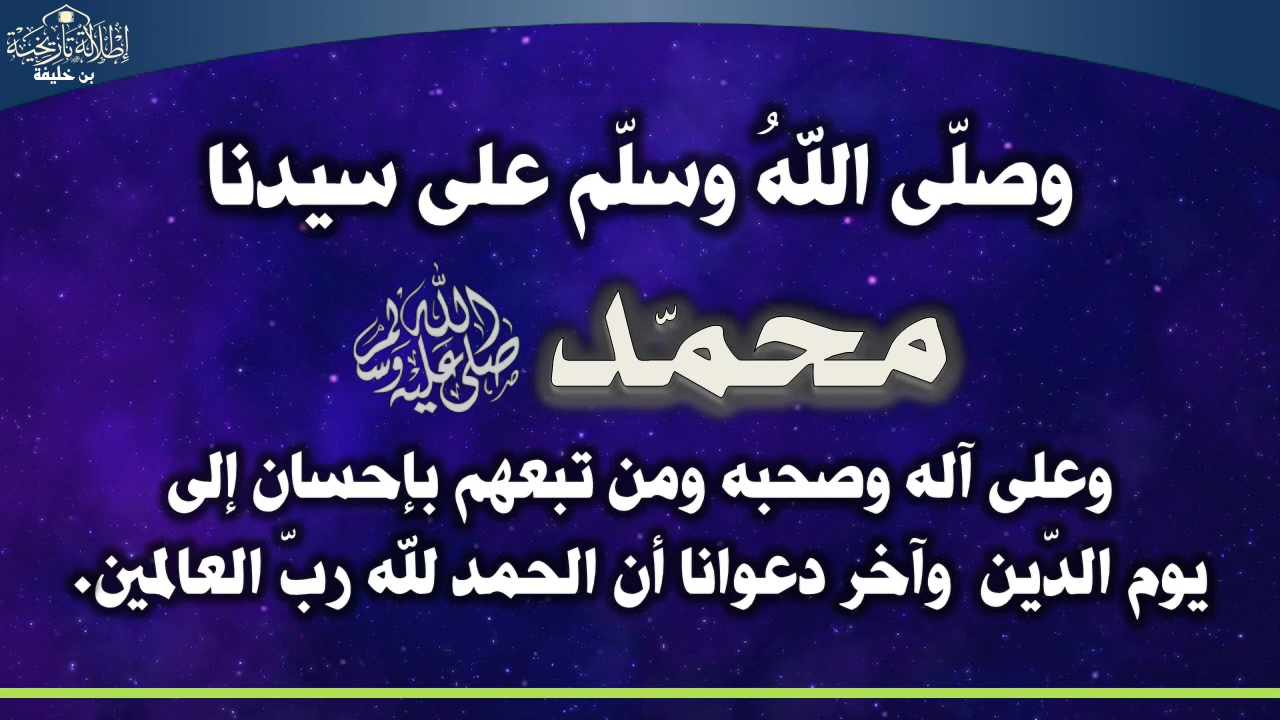 إطلالة تاريخية
بن خليفة
وصلّى اللّهُ وسلّم على سيدنا
محمّد صلى الله عليه وسلم
وعلى آله وصحبه ومن تبعهم بإحسان إلى
يوم الدّين وآخر دعوانا أن الحمد للّه ربّ العالمين.